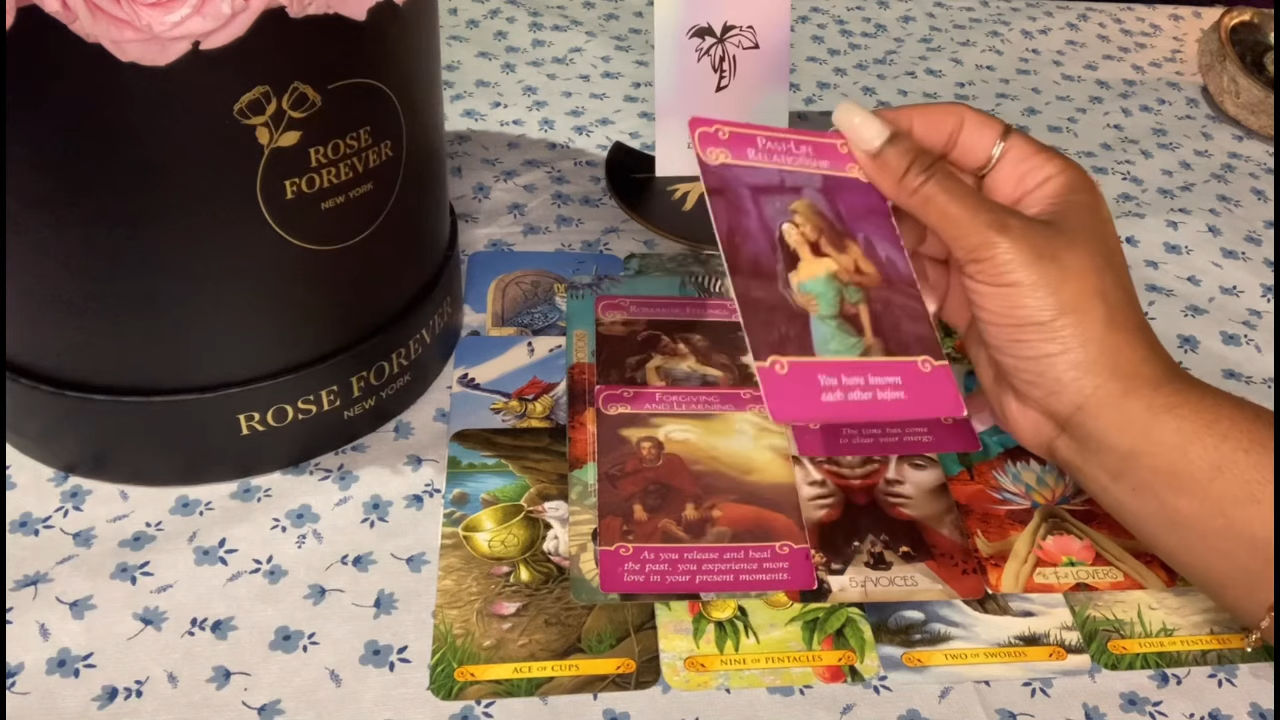 ROSE
FOREVER
NEW YORK
ROSE FOREVER
NEW YORK
PAST-LIFE
RELATIONSHIP
You have known
each other before.
ROMANTIC FEELINGS
FORGIVING
AND LEARNING
The time has come
to clear your energy.
As you release and heal
the past, you experience more
love in your present moments.
5 of VOICES
The LOVERS
ACE OF CUPS
NINE OF PENTACLES
TWO OF SWORDS
FOUR OF PENTACLES